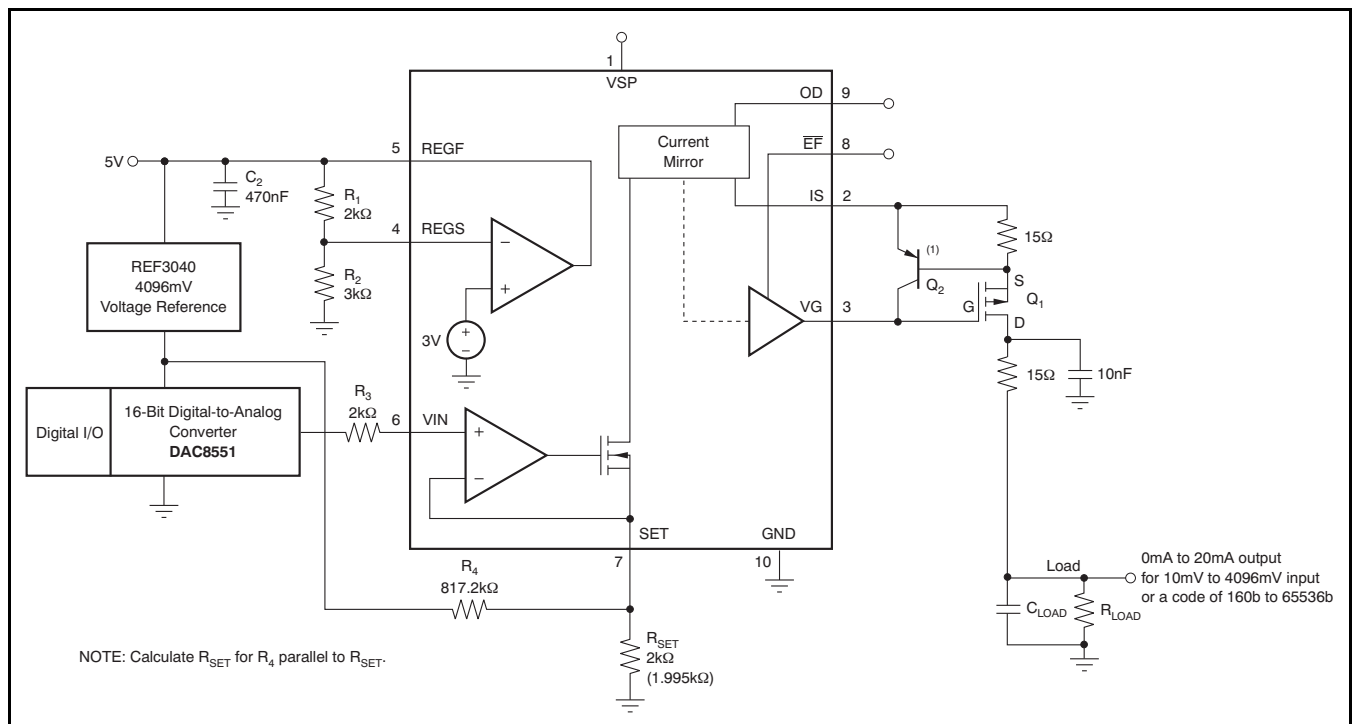 1
VSP
OD 9
EF 8
Current
Mirror
IS 2
5V
5 REGF
C2
470nF
R1
2kΩ
4 REGS
R2
3kΩ
REF3040
4096mV
Voltage Reference
−
+
3V
+
−
15Ω
(1)
Q2
S
Q1
G
D
VG 3
15Ω
10nF
Digital I/O
16-Bit Digital-to-Analog
Converter
DAC8551
R3
2kΩ
6 VIN
+
−
SET
7
GND
10
R4
817.2kΩ
RSET
2kΩ
(1.995kΩ)
Load
CLOAD
RLOAD
0mA to 20mA output
for 10mV to 4096mV input
or a code of 160b to 65536b
NOTE: Calculate RSET for R4 parallel to RSET.